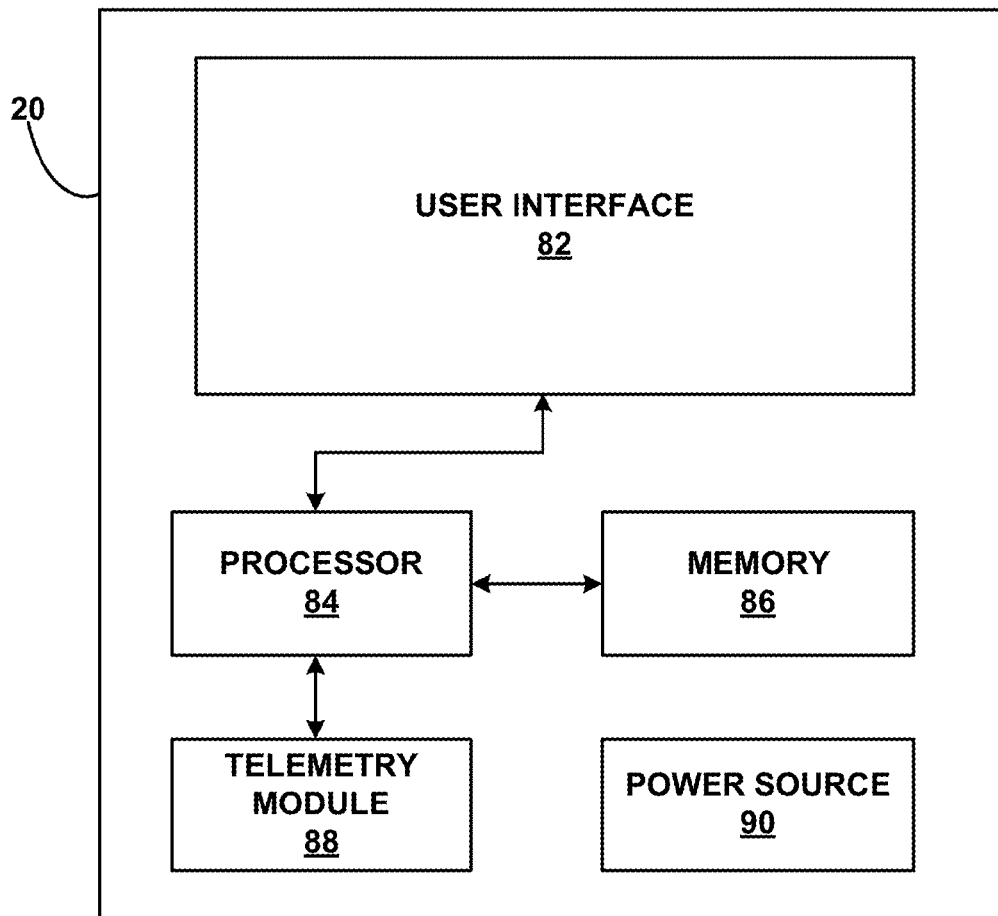 20
USER INTERFACE
82
PROCESSOR
84
MEMORY
86
TELEMETRY
MODULE
88
POWER SOURCE
90